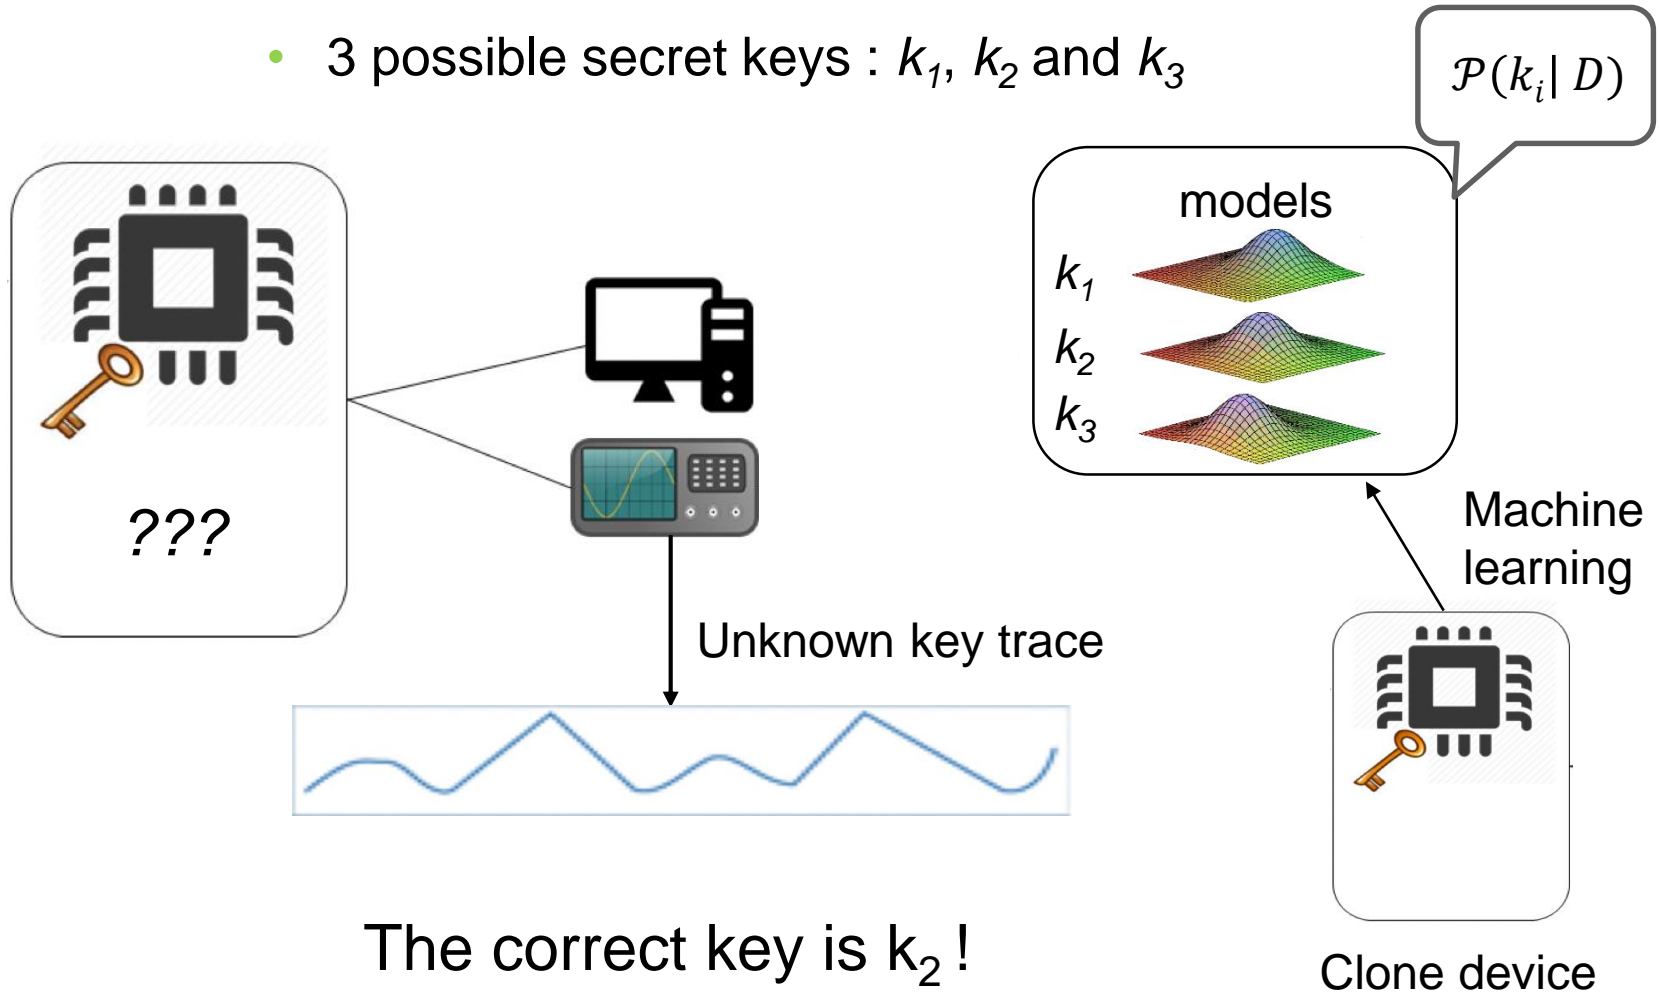 • 3 possible secret keys : k₁, k₂ and k₃
𝒫(kᵢ| D)
models
k₁
k₂
k₃
???
Machine
learning
Unknown key trace
The correct key is k₂ !
Clone device